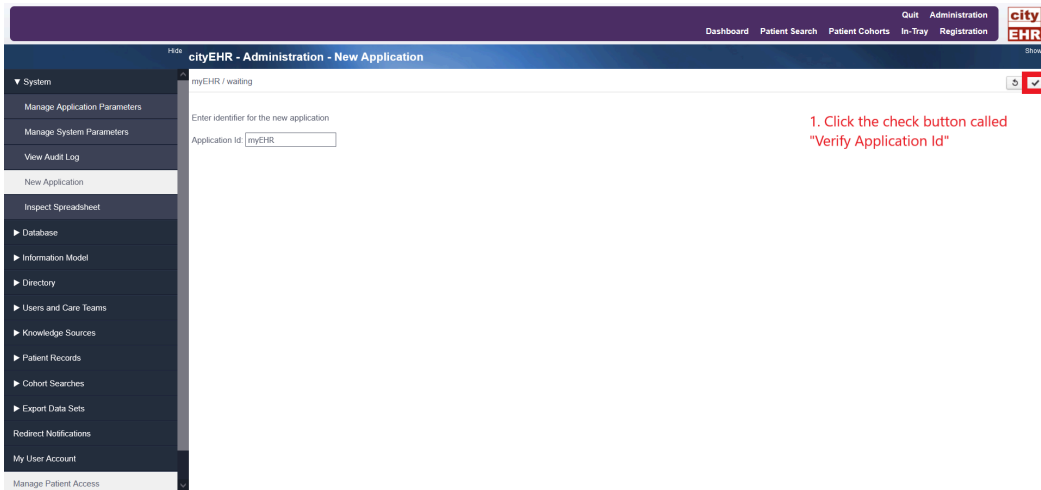 Quit Administration
Dashboard Patient Search Patient Cohorts In-Tray Registration
city
EHR
Hide
cityEHR - Administration - New Application
Show
▼ System
Manage Application Parameters
Manage System Parameters
View Audit Log
New Application
Inspect Spreadsheet
► Database
► Information Model
► Directory
► Users and Care Teams
► Knowledge Sources
► Patient Records
► Cohort Searches
► Export Data Sets
Redirect Notifications
My User Account
Manage Patient Access
myEHR / waiting
Enter identifier for the new application
Application Id: myEHR
1. Click the check button called
"Verify Application Id"